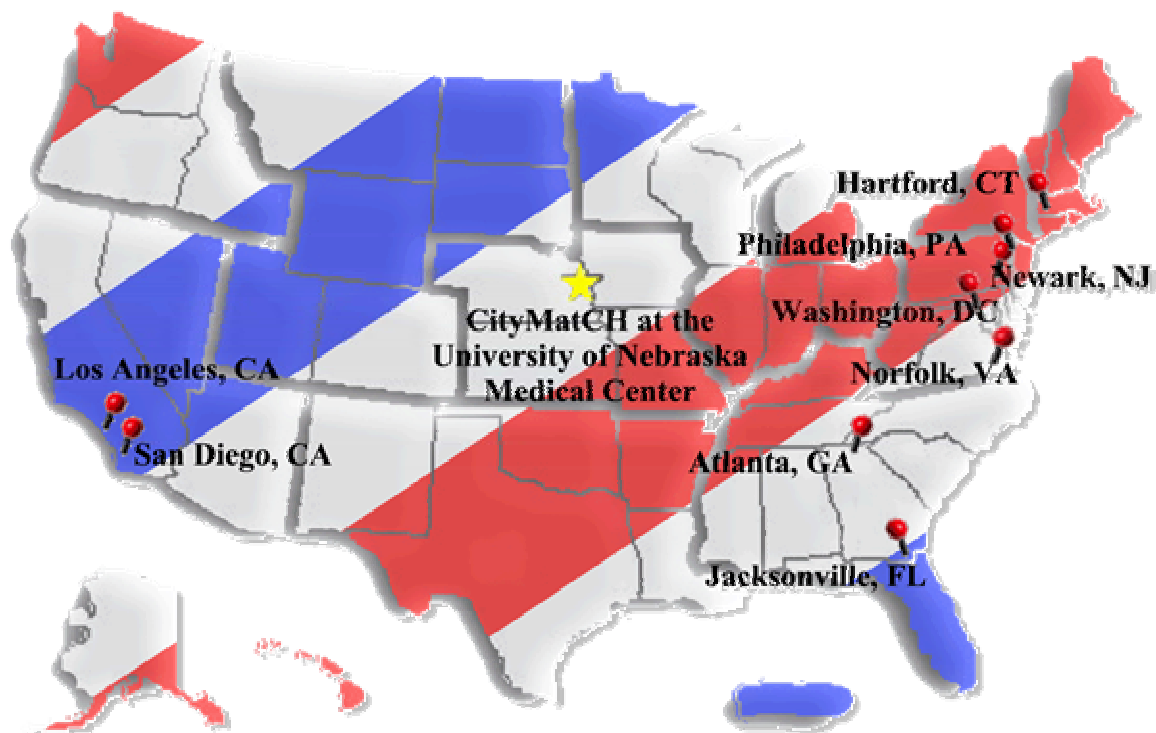 Hartford, CT
Philadelphia, PA
Newark, NJ
Washington, DC
CityMatCH at the
University of Nebraska
Medical Center
Norfolk, VA
Los Angeles, CA
San Diego, CA
Atlanta, GA
Jacksonville, FL